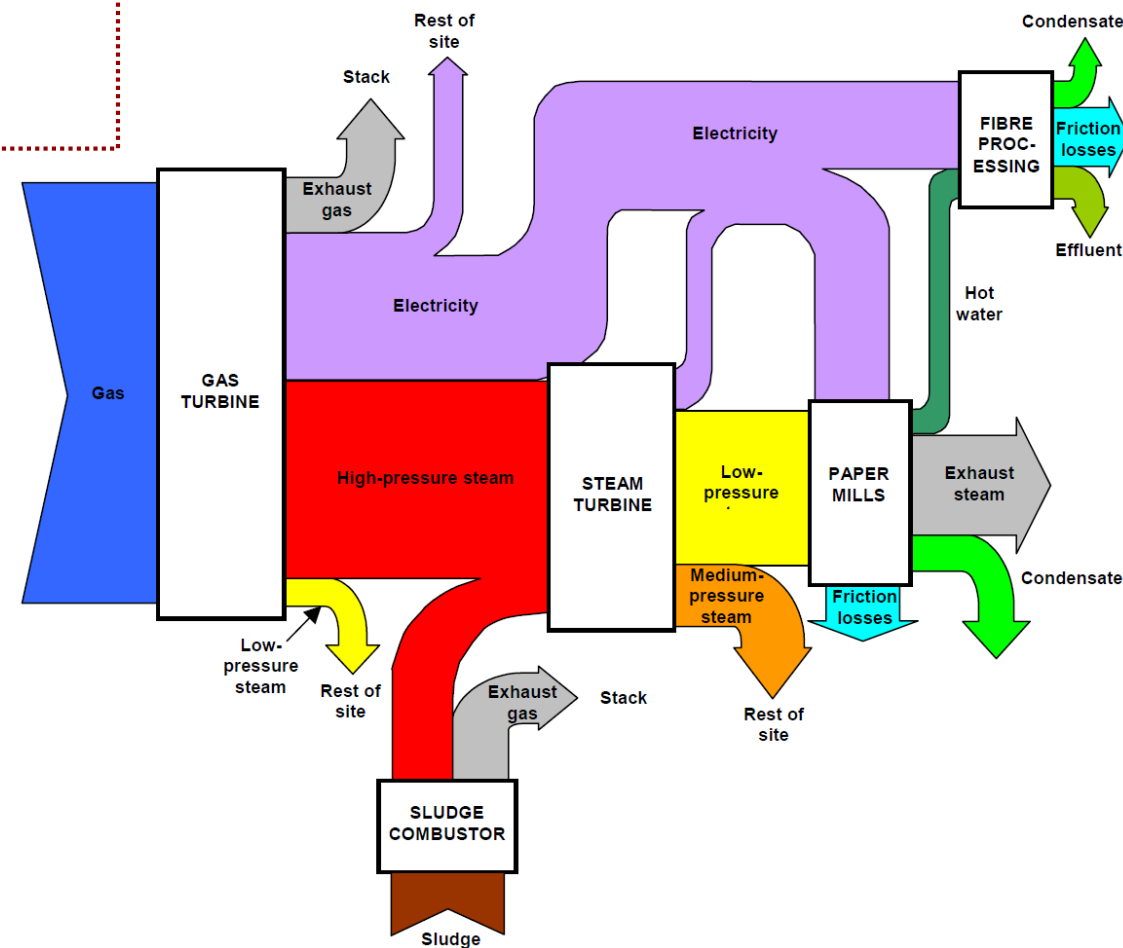 Rest of
site
Condensate
Stack
FIBRE
PROC-
ESSING
Friction
losses
Electricity
Exhaust
gas
Effluent
Electricity
Hot
water
Gas
GAS
TURBINE
High-pressure steam
STEAM
TURBINE
Low-
pressure
PAPER
MILLS
Exhaust
steam
Medium-
pressure
steam
Friction
losses
Condensate
Low-
pressure
steam
Rest of
site
Exhaust
gas
Stack
Rest of
site
SLUDGE
COMBUSTOR
Sludge